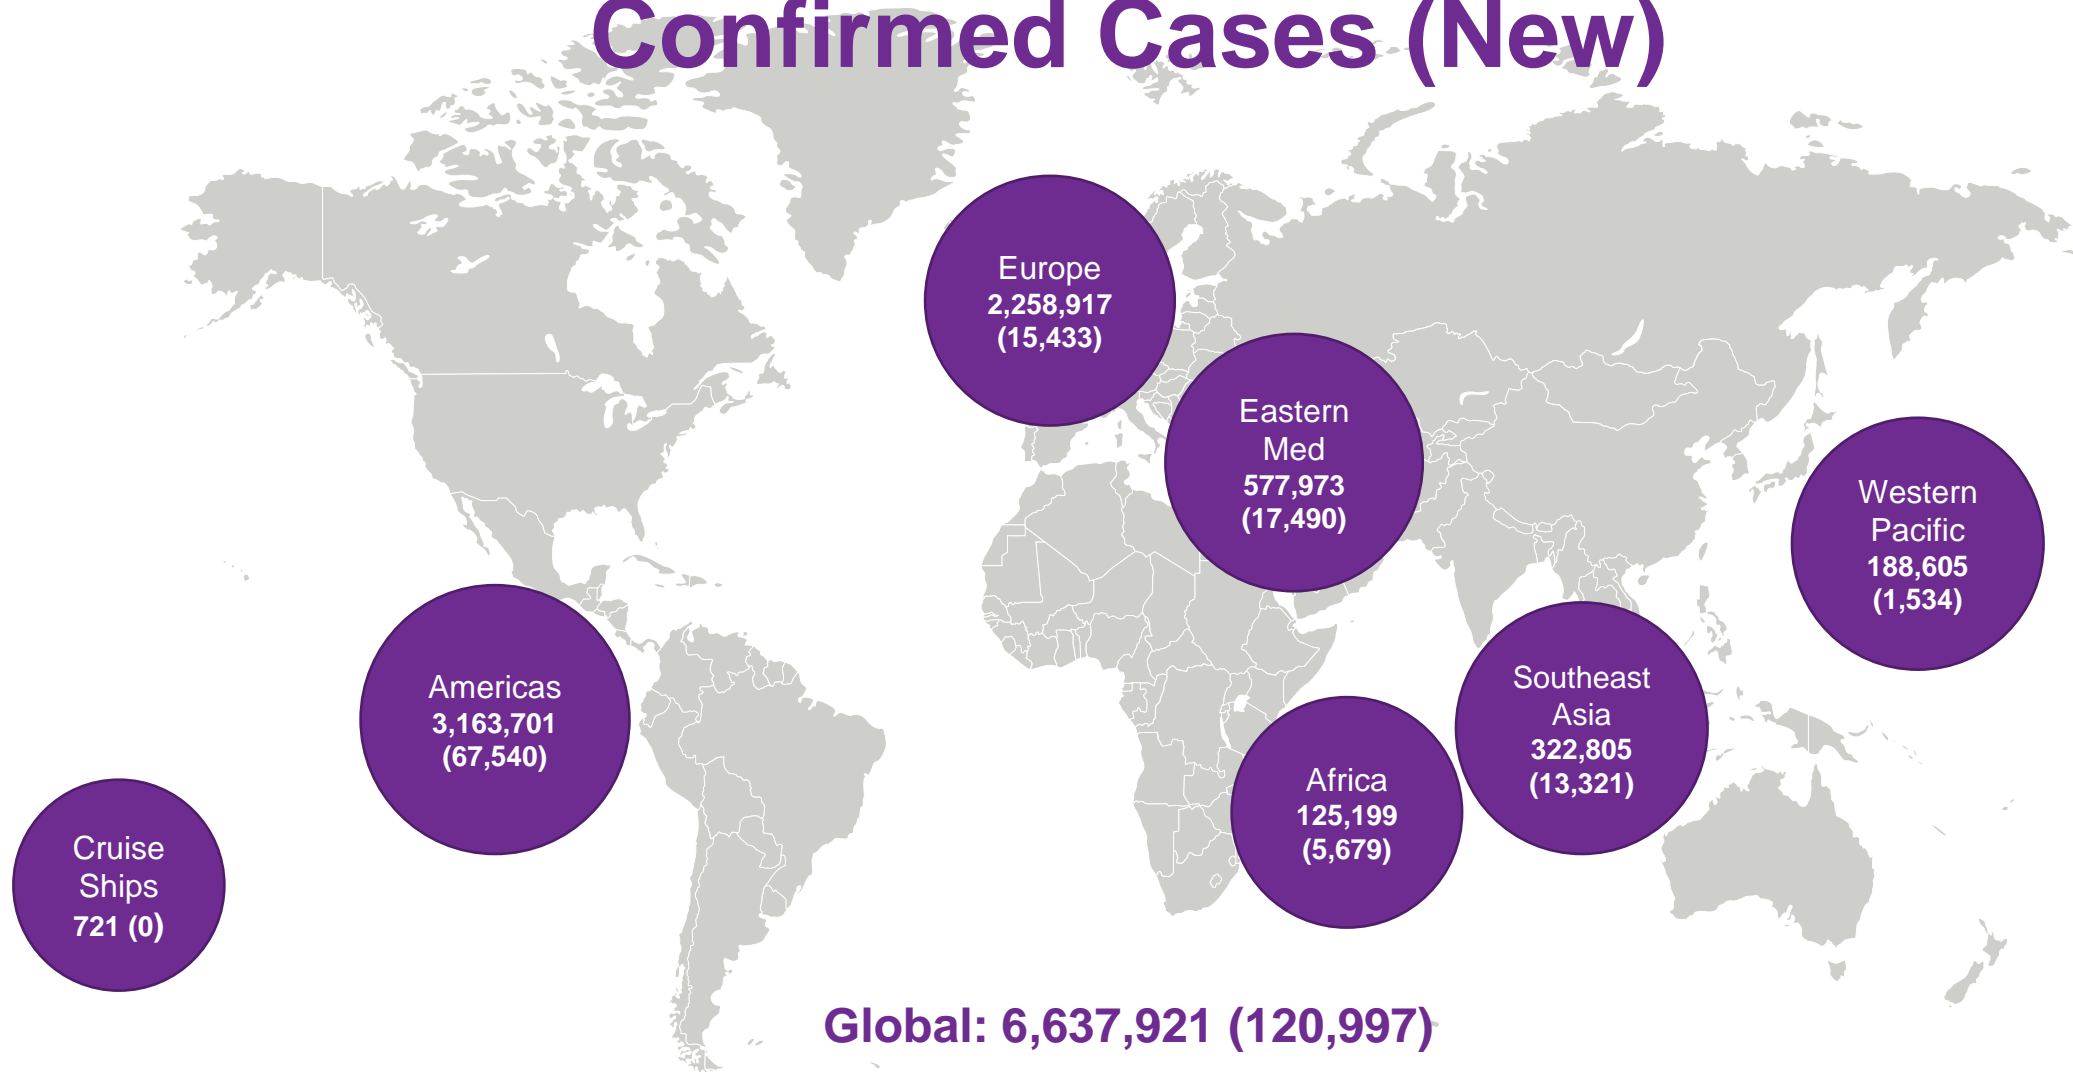 Confirmed Cases (New)
Europe
2,258,917
(15,433)
Eastern
Med
577,973
(17,490)
Western
Pacific
188,605
(1,534)
Americas
3,163,701
(67,540)
Southeast
Asia
322,805
(13,321)
Africa
125,199
(5,679)
Cruise
Ships
721 (0)
Global: 6,637,921 (120,997)